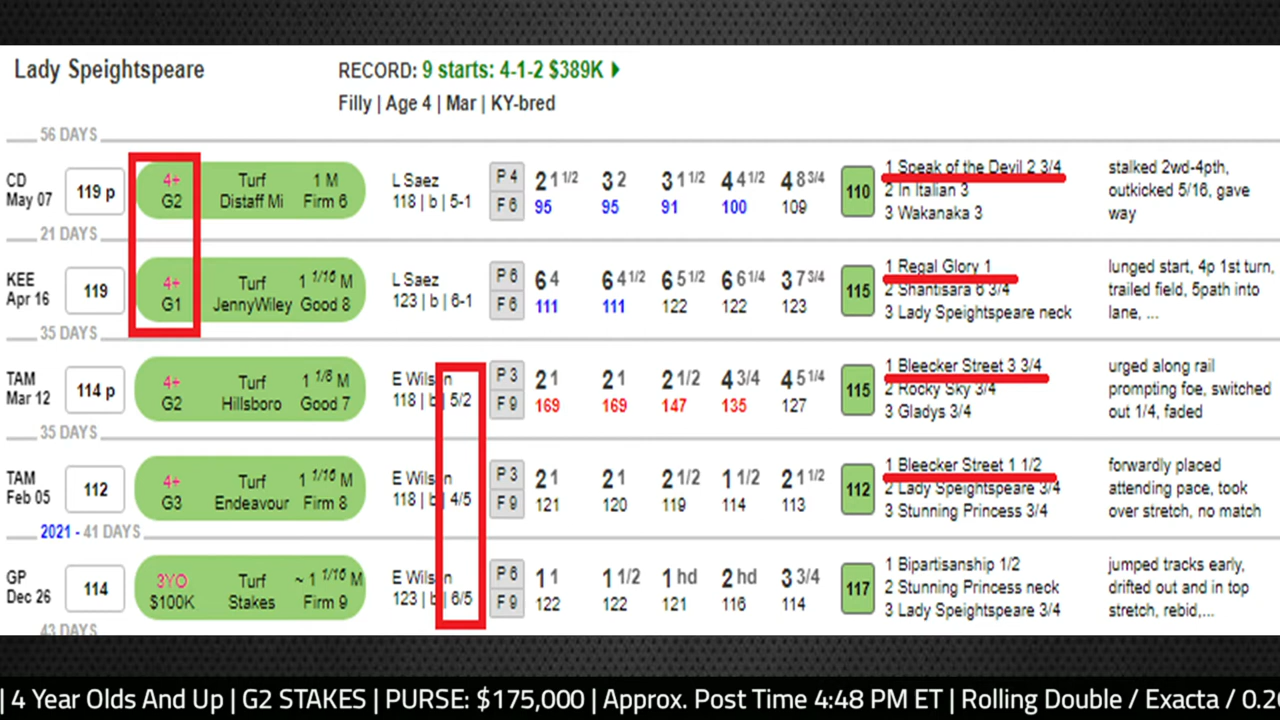 Lady Speightspeare
RECORD: 9 starts: 4-1-2 $389K
Filly | Age 4 | Mar | KY-bred
56 DAYS
CD May 07 119 p 4+ G2 Turf 1 M Distaff Mi Firm 6 L Saez 118 | b | 5-1 P 4 F 6 2 1 1/2 95 3 2 95 3 1 1/2 91 4 4 1/2 100 4 8 3/4 109 110
1 Speak of the Devil 2 3/4
2 In Italian 3
3 Wakanaka 3
stalked 2wd-4pth,
outkicked 5/16, gave
way
21 DAYS
KEE Apr 16 119 4+ G1 Turf 1 1/16 M JennyWiley Good 8 L Saez 123 | b | 6-1 P 6 F 6 6 4 111 6 4 1/2 111 6 5 1/2 122 6 6 1/4 122 3 7 3/4 123 115
1 Regal Glory 1
2 Shantisara 6 3/4
3 Lady Speightspeare neck
lunged start, 4p 1st turn,
trailed field, 5path into
lane, ...
35 DAYS
TAM Mar 12 114 p 4+ G2 Turf 1 1/8 M Hillsboro Good 7 E Wilson 118 | b | 5/2 P 3 F 9 2 1 169 2 1 169 2 1/2 147 4 3/4 135 4 5 1/4 127 115
1 Bleecker Street 3 3/4
2 Rocky Sky 3/4
3 Gladys 3/4
urged along rail
prompting foe, switched
out 1/4, faded
35 DAYS
TAM Feb 05 112 4+ G3 Turf 1 1/16 M Endeavour Firm 8 E Wilson 118 | b | 4/5 P 3 F 9 2 1 121 2 1 120 2 1/2 119 1 1/2 114 2 1 1/2 113 112
1 Bleecker Street 1 1/2
2 Lady Speightspeare 3/4
3 Stunning Princess 3/4
forwardly placed
attending pace, took
over stretch, no match
2021 - 41 DAYS
GP Dec 26 114 3YO $100K Turf ~ 1 1/16 M Stakes Firm 9 E Wilson 123 | b | 6/5 P 6 F 9 1 1 122 1 1/2 122 1 hd 121 2 hd 116 3 3/4 114 117
1 Bipartisanship 1/2
2 Stunning Princess neck
3 Lady Speightspeare 3/4
jumped tracks early,
drifted out and in top
stretch, rebid,...
43 DAYS
| 4 Year Olds And Up | G2 STAKES | PURSE: $175,000 | Approx. Post Time 4:48 PM ET | Rolling Double / Exacta / 0.20